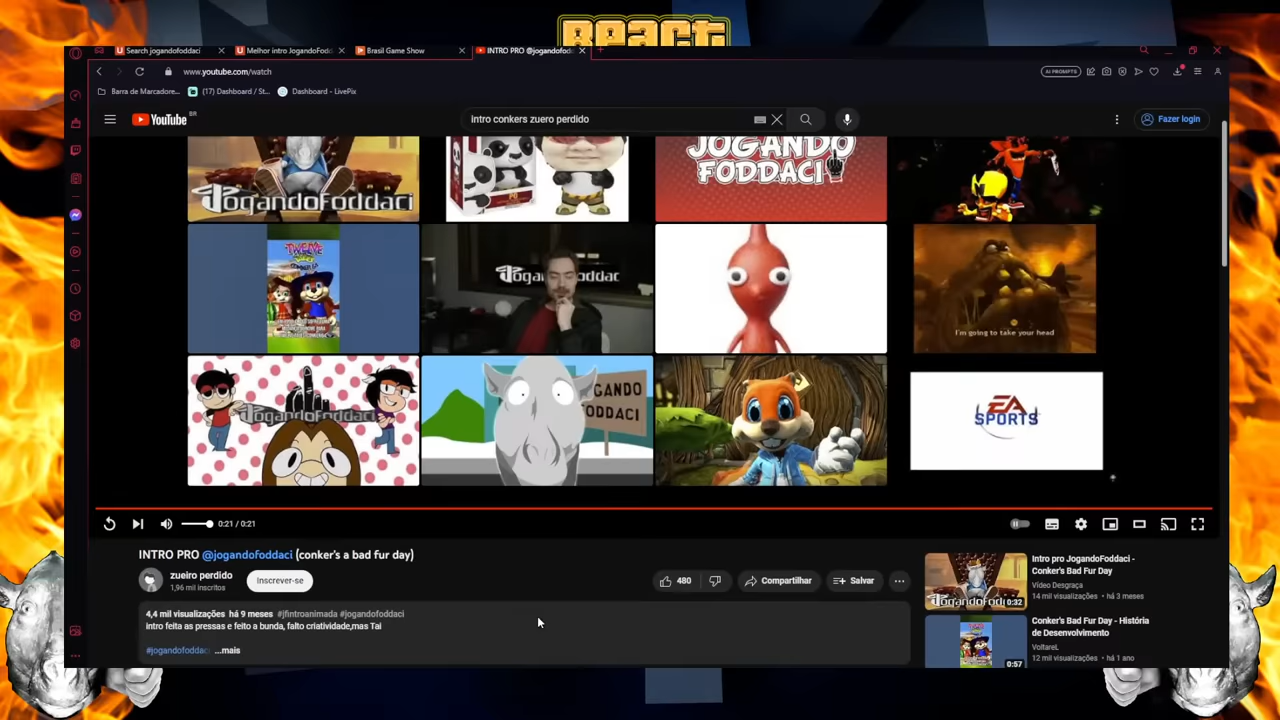 React
Search jogandofoddaci
Melhor intro JogandoFodd
Brasil Game Show
INTRO PRO @jogandofod
www.youtube.com/watch
AI PROMPTS
Barra de Marcadore...
(17) Dashboard / St...
Dashboard - LivePix
YouTube BR
intro conkers zuero perdido
Fazer login
JogandoFoddaci
JOGANDO
FODDACI
I'm going to take your head
JogandoFoddaci
GANDO
ODDACI
EA
SPORTS
0:21 / 0:21
INTRO PRO @jogandofoddaci (conker's a bad fur day)
zueiro perdido
1,96 mil inscritos
Inscrever-se
480
Compartilhar
Salvar
4,4 mil visualizações há 9 meses #jfintroanimada #jogandofoddaci
Intro feita as pressas e feito a bunda, falto criatividade,mas Tai
#jogandofoddac
...mais
Intro pro JogandoFoddaci -
Conker's Bad Fur Day
Vídeo Desgraça
14 mil visualizações • há 3 meses
0:32
Conker's Bad Fur Day - História
de Desenvolvimento
VoltareL
12 mil visualizações • há 1 ano
0:57